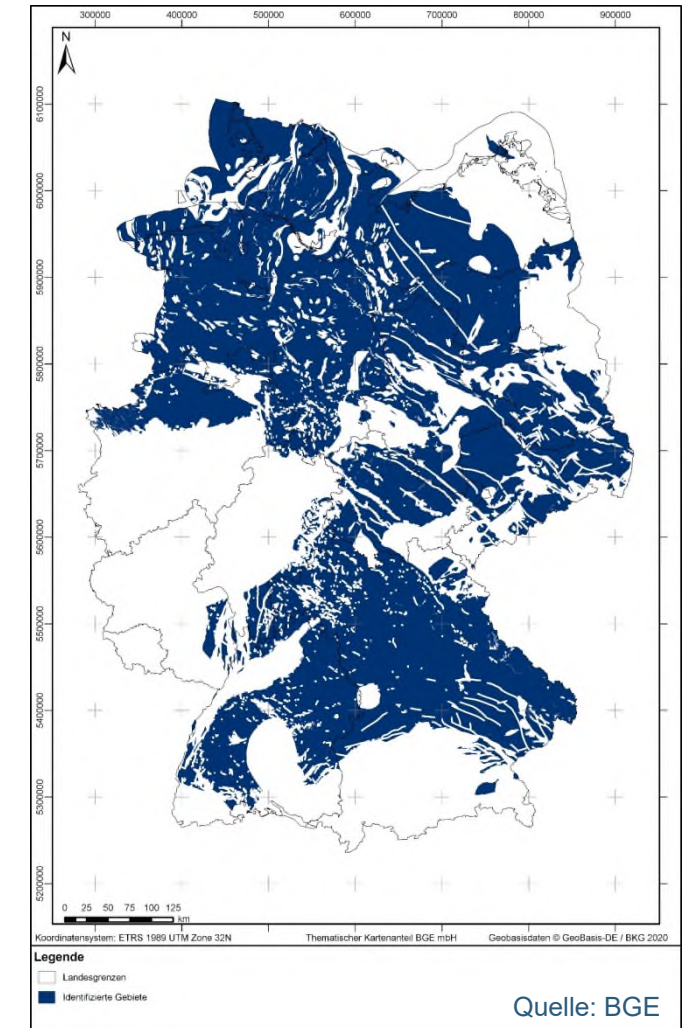 300000 400000 500000 600000 700000 800000 900000
N
6100000
6000000
5900000
5800000
5700000
5600000
5500000
5400000
5300000
5200000
0 25 50 75 100 125
km
Koordinatensystem: ETRS 1989 UTM Zone 32N Thematischer Kartenanteil BGE mbH Geobasisdaten © GeoBasis-DE / BKG 2020
Legende
Landesgrenzen
Identifizierte Gebiete
Quelle: BGE